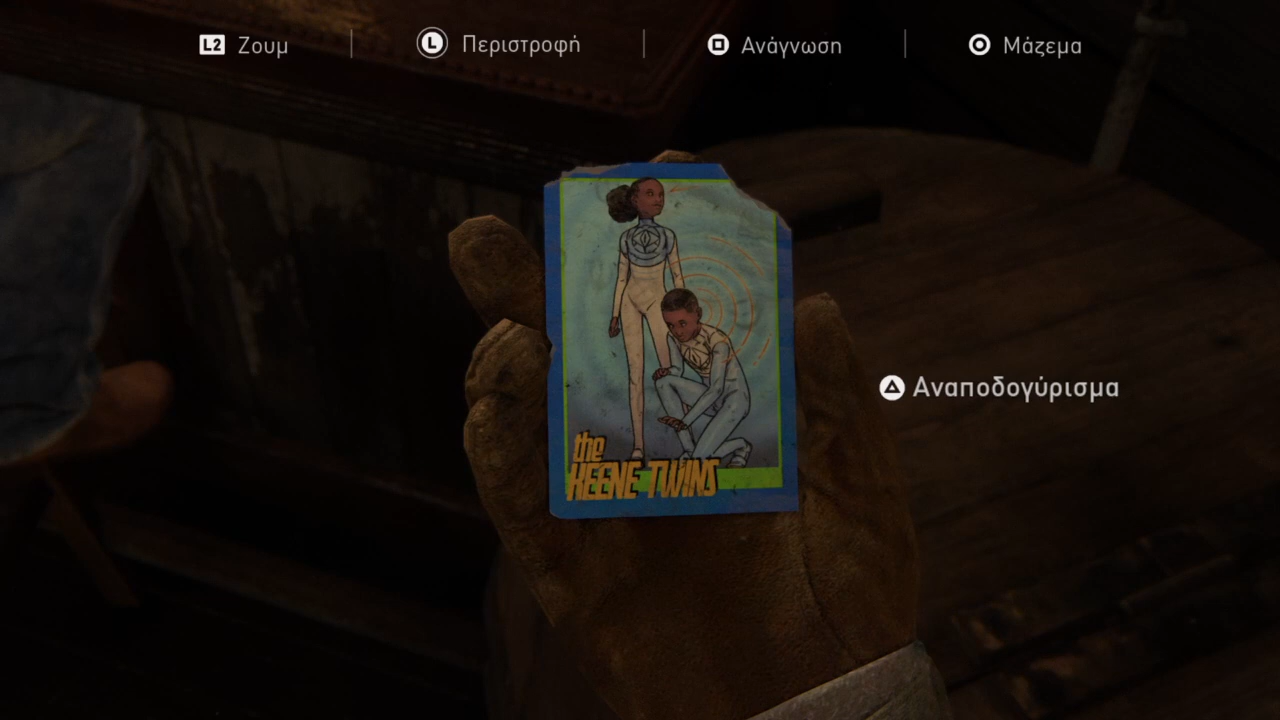 L2 Ζουμ
L Περιστροφή
Ανάγνωση
Μάζεμα
Αναποδογύρισμα
the
KEENE TWINS